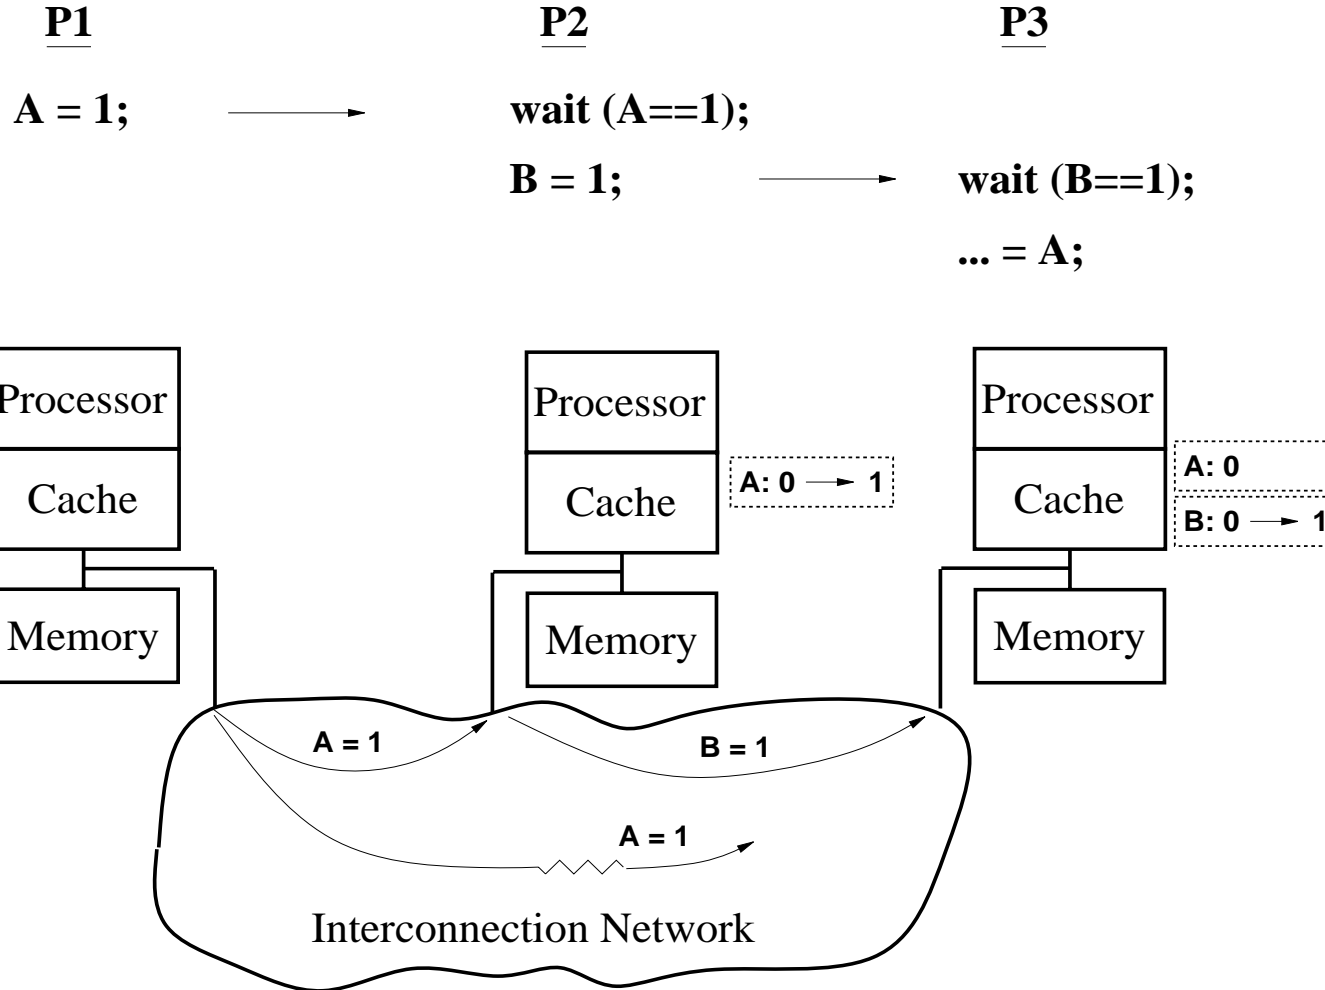 P1 P2 P3
A = 1; wait (A==1);
B = 1; wait (B==1);
... = A;
Processor Processor Processor
A: 0 1 A: 0
Cache Cache Cache
B: 0 1
Memory Memory Memory
A = 1 B = 1
A = 1
Interconnection Network